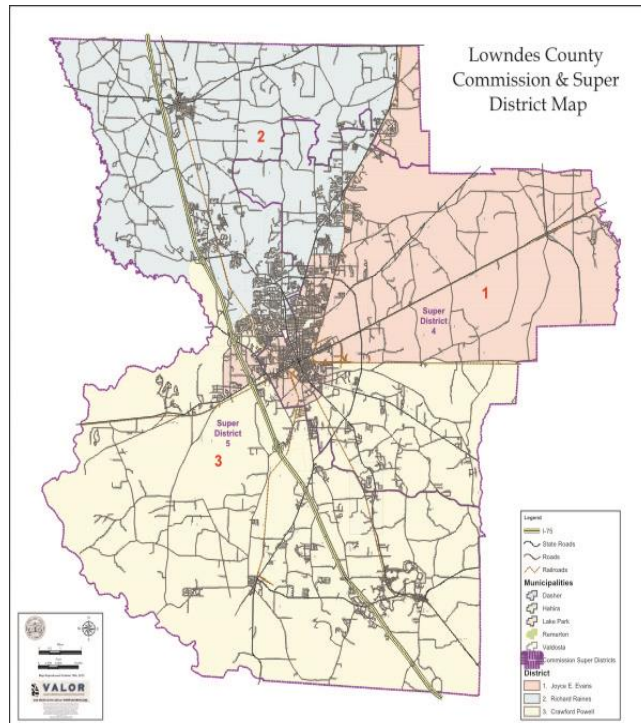 Lowndes County
Commission & Super
District Map
2
1
Super
District
4
Super
District
5
3
Legend
I-75
State Roads
Roads
Railroads
Municipalities
Dasher
Hahira
Lake Park
Remerton
Valdosta
Commission Super Districts
District
1. Joyce E. Evans
2. Richard Raines
3. Crawford Powell
VALOR